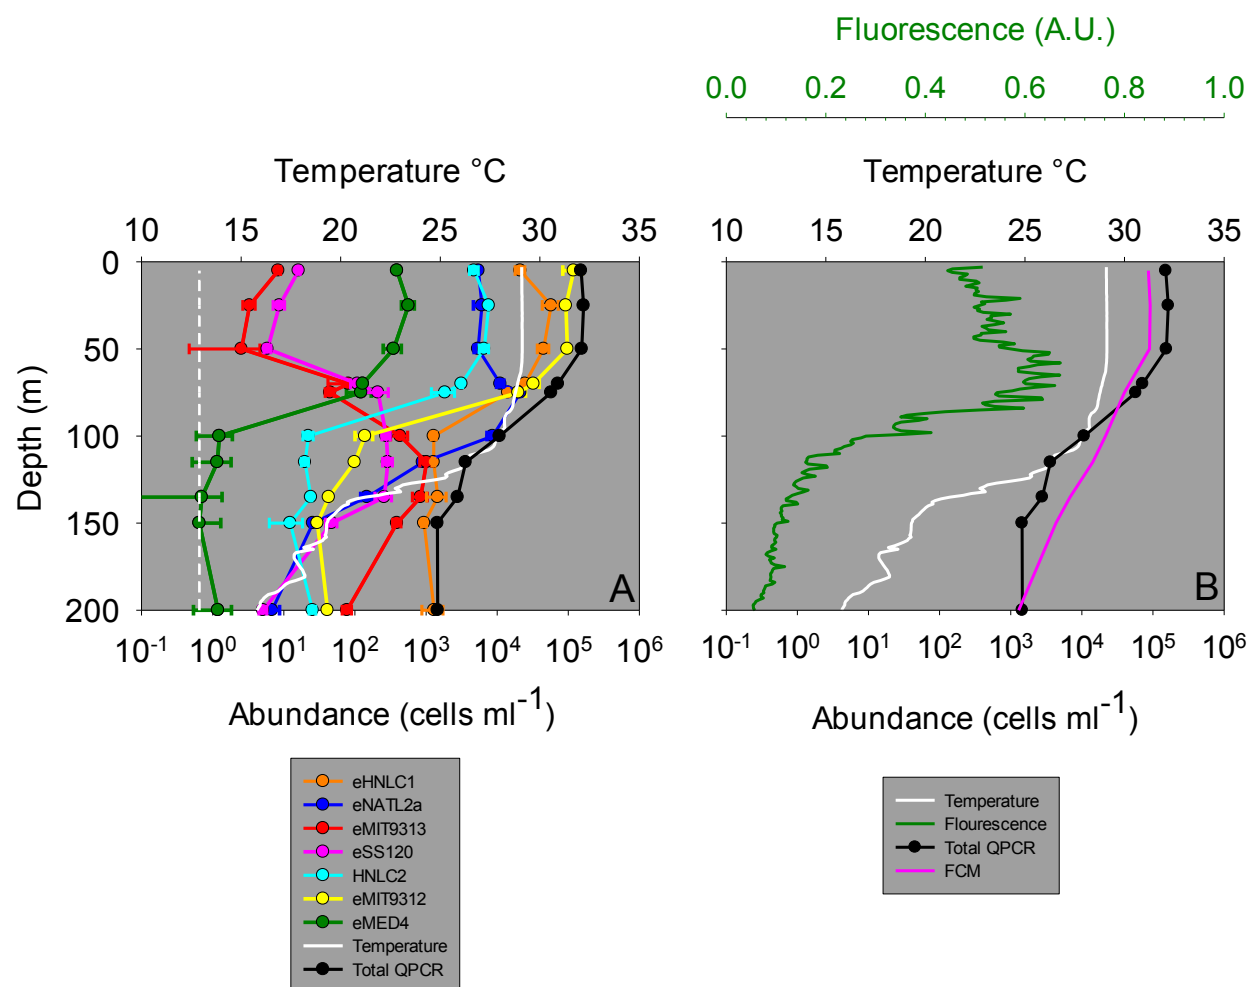 Fluorescence (A.U.)
0.0 0.2 0.4 0.6 0.8 1.0
Temperature °C Temperature °C
10 15 20 25 30 35 10 15 20 25 30 35
0
50
100
150
200
Depth (m)
A B
10-1 100 101 102 103 104 105 106 10-1 100 101 102 103 104 105 106
Abundance (cells ml-1) Abundance (cells ml-1)
eHNLC1
eNATL2a
eMIT9313
eSS120
HNLC2
eMIT9312
eMED4
Temperature
Total QPCR
Temperature
Flourescence
Total QPCR
FCM